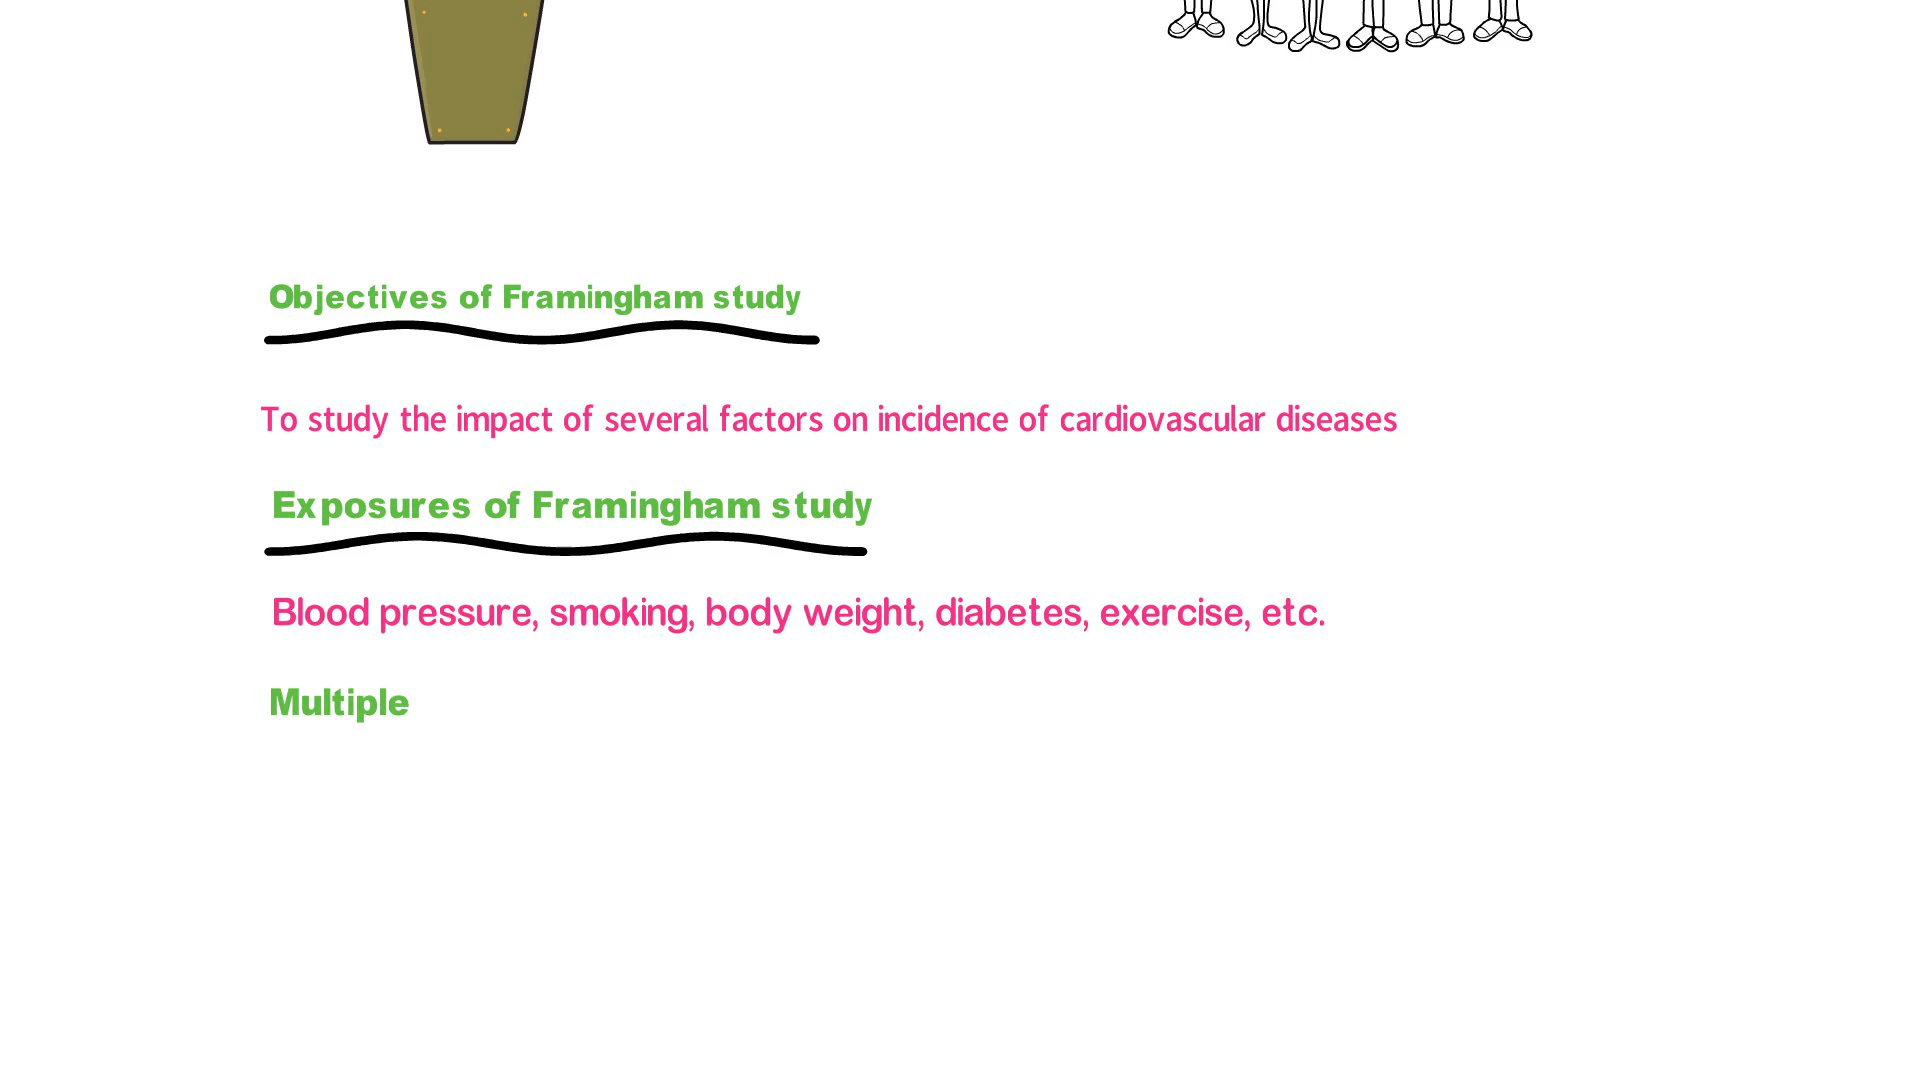 Objectives of Framingham study
To study the impact of several factors on incidence of cardiovascular diseases
Exposures of Framingham study
Blood pressure, smoking, body weight, diabetes, exercise, etc.
Multiple